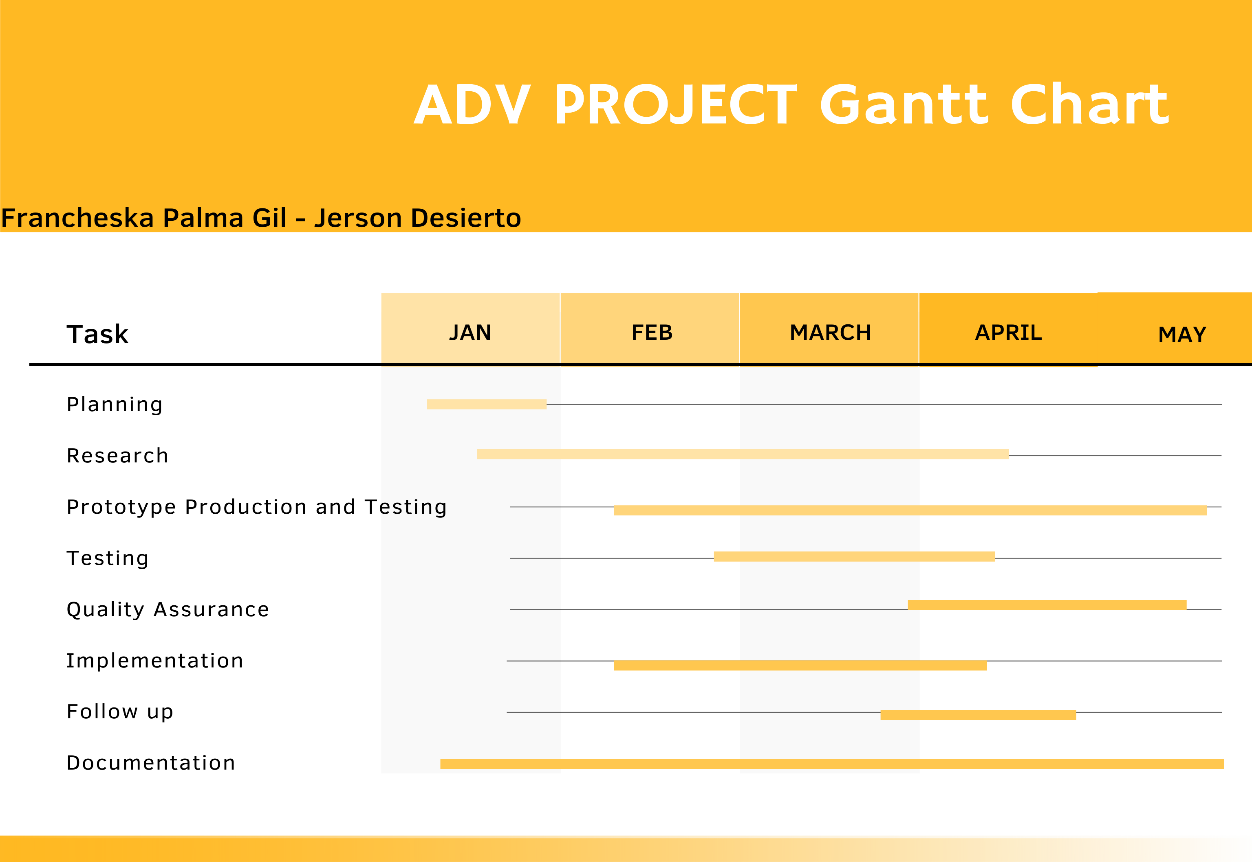 ADV PROJECT Gantt Chart
Francheska Palma Gil - Jerson Desierto
Task JAN FEB MARCH APRIL MAY
Planning
Research
Prototype Production and Testing
Testing
Quality Assurance
Implementation
Follow up
Documentation